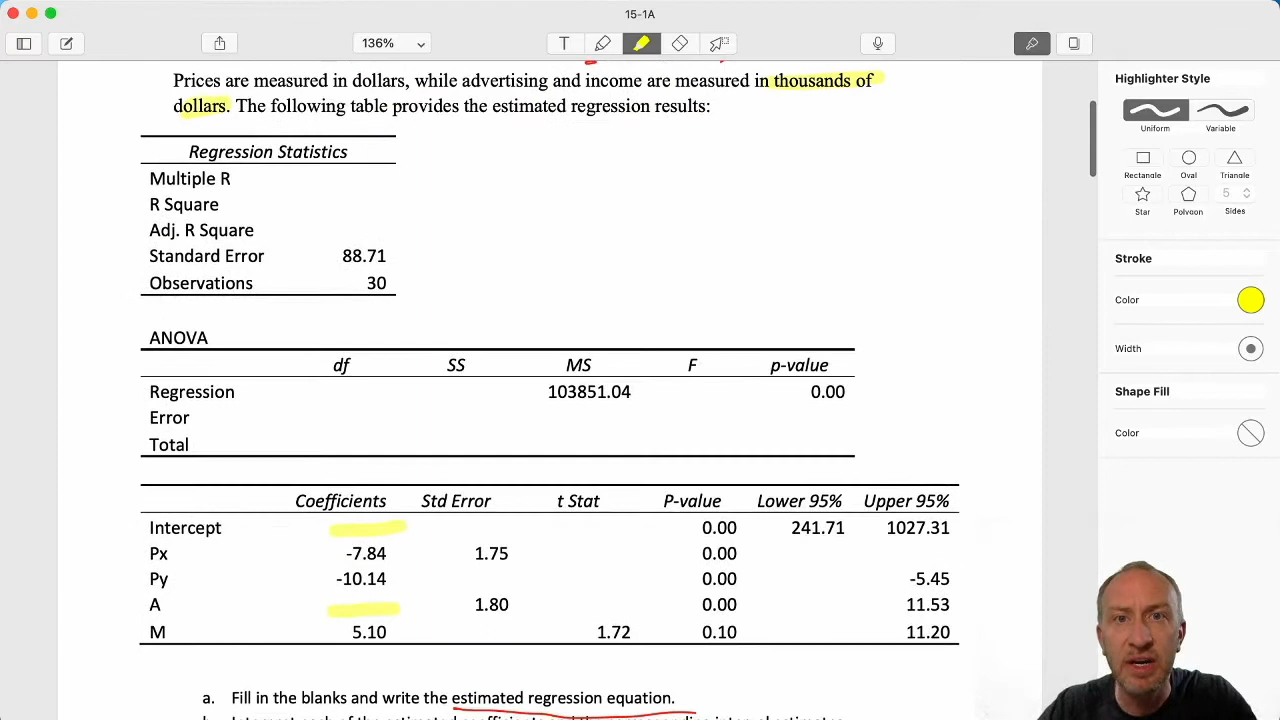 15-1A
136%
T
Prices are measured in dollars, while advertising and income are measured in thousands of
dollars. The following table provides the estimated regression results:
Regression Statistics
Multiple R
R Square
Adj. R Square
Standard Error 88.71
Observations 30
ANOVA
df SS MS F p-value
Regression 103851.04 0.00
Error
Total
Coefficients Std Error t Stat P-value Lower 95% Upper 95%
Intercept 0.00 241.71 1027.31
Px -7.84 1.75 0.00
Py -10.14 0.00 -5.45
A 1.80 0.00 11.53
M 5.10 1.72 0.10 11.20
a. Fill in the blanks and write the estimated regression equation.
Highlighter Style
Uniform Variable
Rectangle Oval Triangle
5
Star Polygon Sides
Stroke
Color
Width
Shape Fill
Color